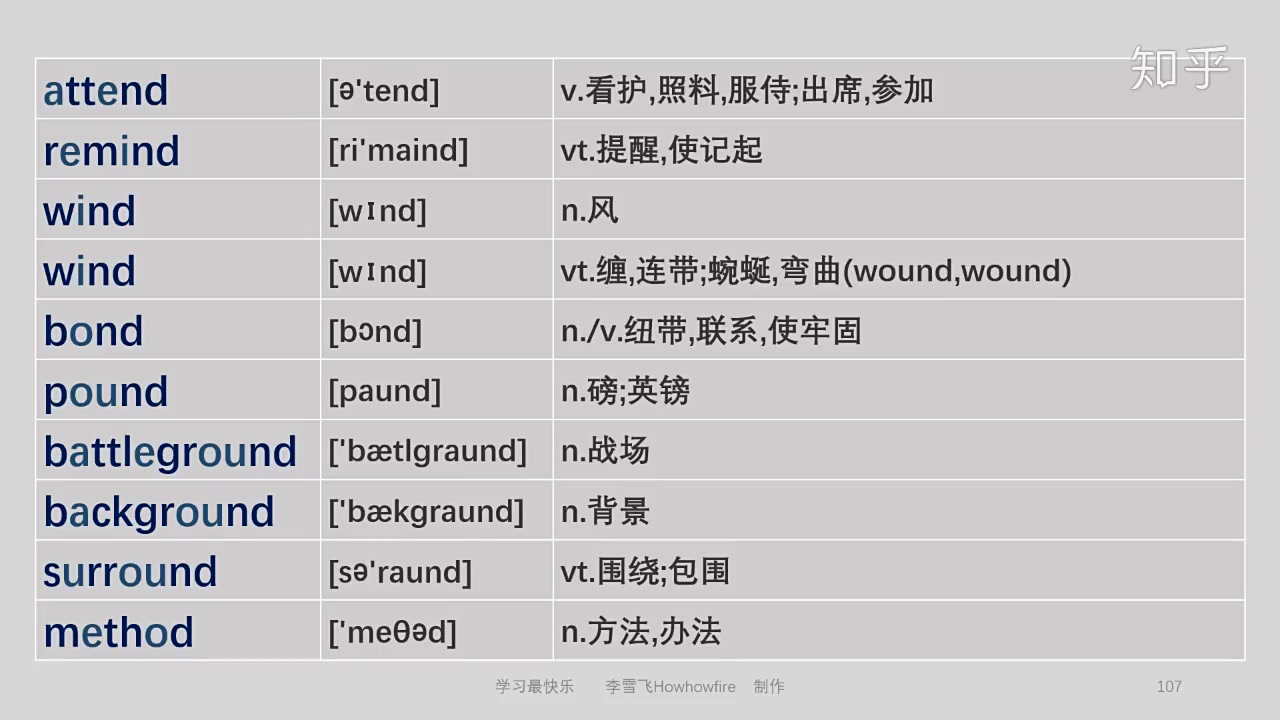 知乎
attend [ə'tend] v.看护,照料,服侍;出席,参加
remind [ri'maind] vt.提醒,使记起
wind [wɪnd] n.风
wind [wɪnd] vt.缠,连带;蜿蜒,弯曲(wound,wound)
bond [bɔnd] n./v.纽带,联系,使牢固
pound [paund] n.磅;英镑
battleground ['bætlgraund] n.战场
background ['bækgraund] n.背景
surround [sə'raund] vt.围绕;包围
method ['meθəd] n.方法,办法
学习最快乐 李雪飞Howhowfire 制作 107